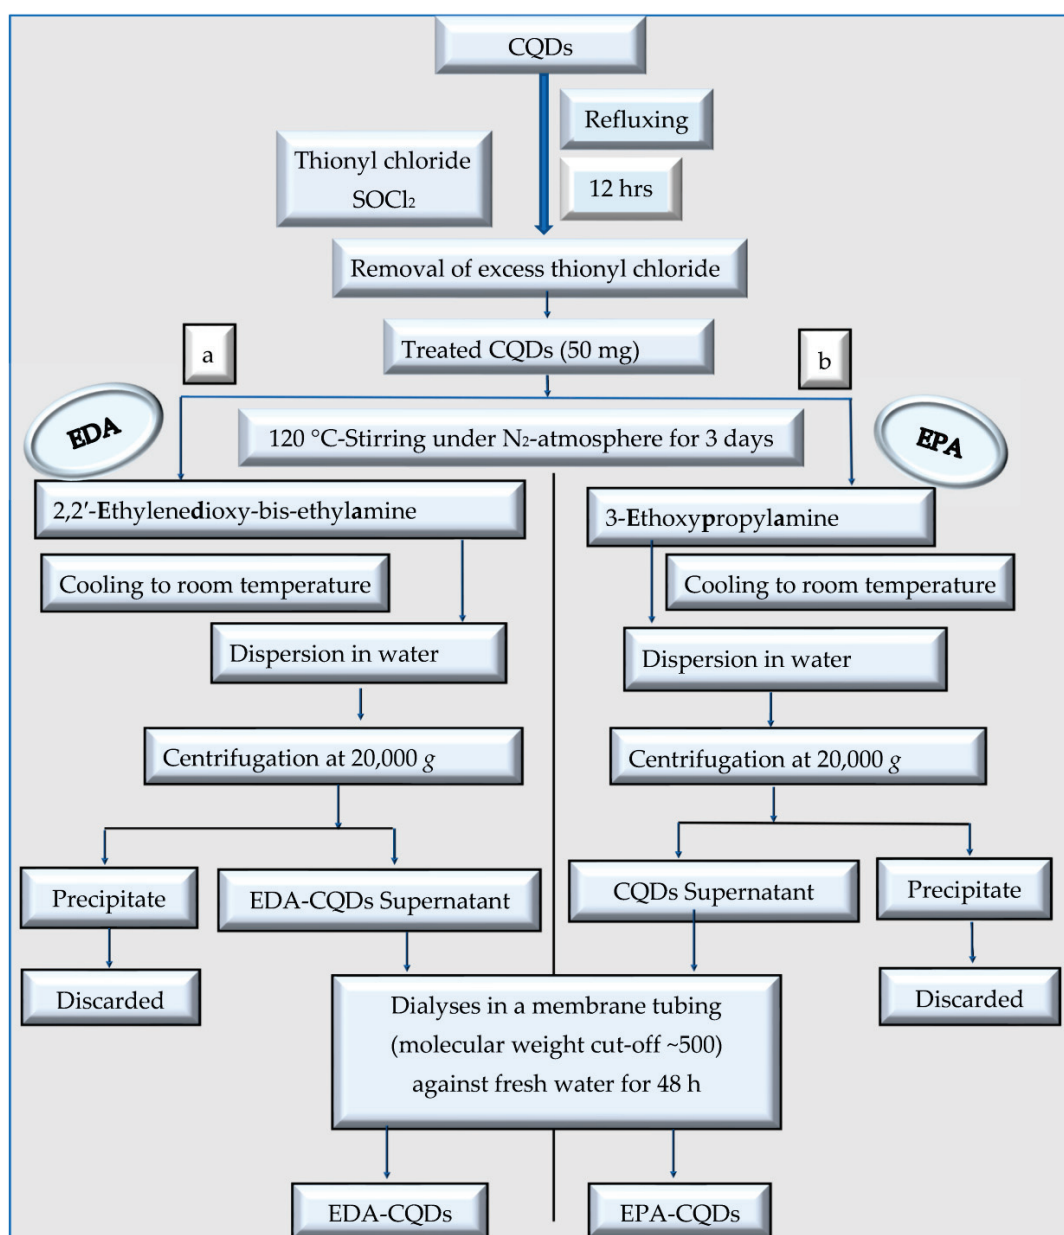 CQDs
Refluxing
Thionyl chloride
SOCl₂
12 hrs
Removal of excess thionyl chloride
Treated CQDs (50 mg)
a
b
EDA
EPA
120 °C-Stirring under N₂-atmosphere for 3 days
2,2′-Ethylenedioxy-bis-ethylamine
3-Ethoxypropylamine
Cooling to room temperature
Cooling to room temperature
Dispersion in water
Dispersion in water
Centrifugation at 20,000 g
Centrifugation at 20,000 g
Precipitate
EDA-CQDs Supernatant
CQDs Supernatant
Precipitate
Discarded
Discarded
Dialyses in a membrane tubing
(molecular weight cut-off ~500)
against fresh water for 48 h
EDA-CQDs
EPA-CQDs